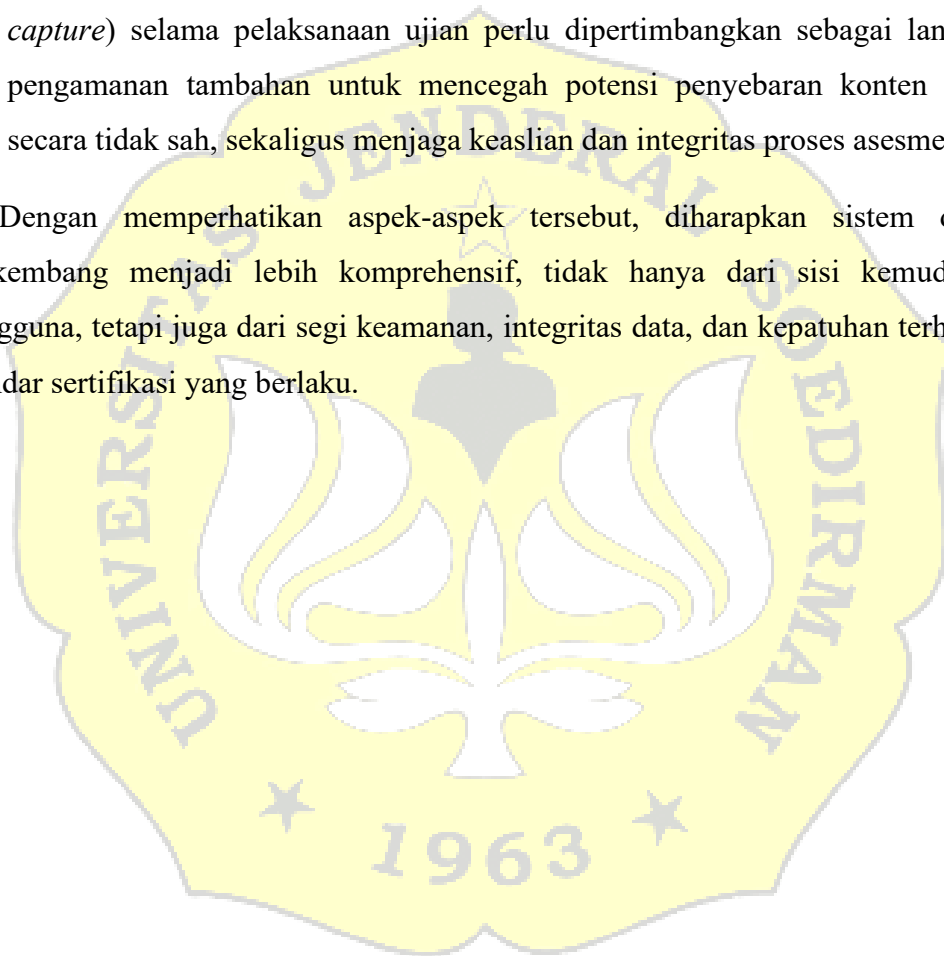 capture) selama pelaksanaan ujian perlu dipertimbangkan sebagai lan
pengamanan tambahan untuk mencegah potensi penyebaran konten
secara tidak sah, sekaligus menjaga keaslian dan integritas proses asesme
Dengan memperhatikan aspek-aspek tersebut, diharapkan sistem d
kembang menjadi lebih komprehensif, tidak hanya dari sisi kemud
gguna, tetapi juga dari segi keamanan, integritas data, dan kepatuhan terh
dar sertifikasi yang berlaku.
UNIVERSITAS JENDERAL SOEDIRMAN
1963